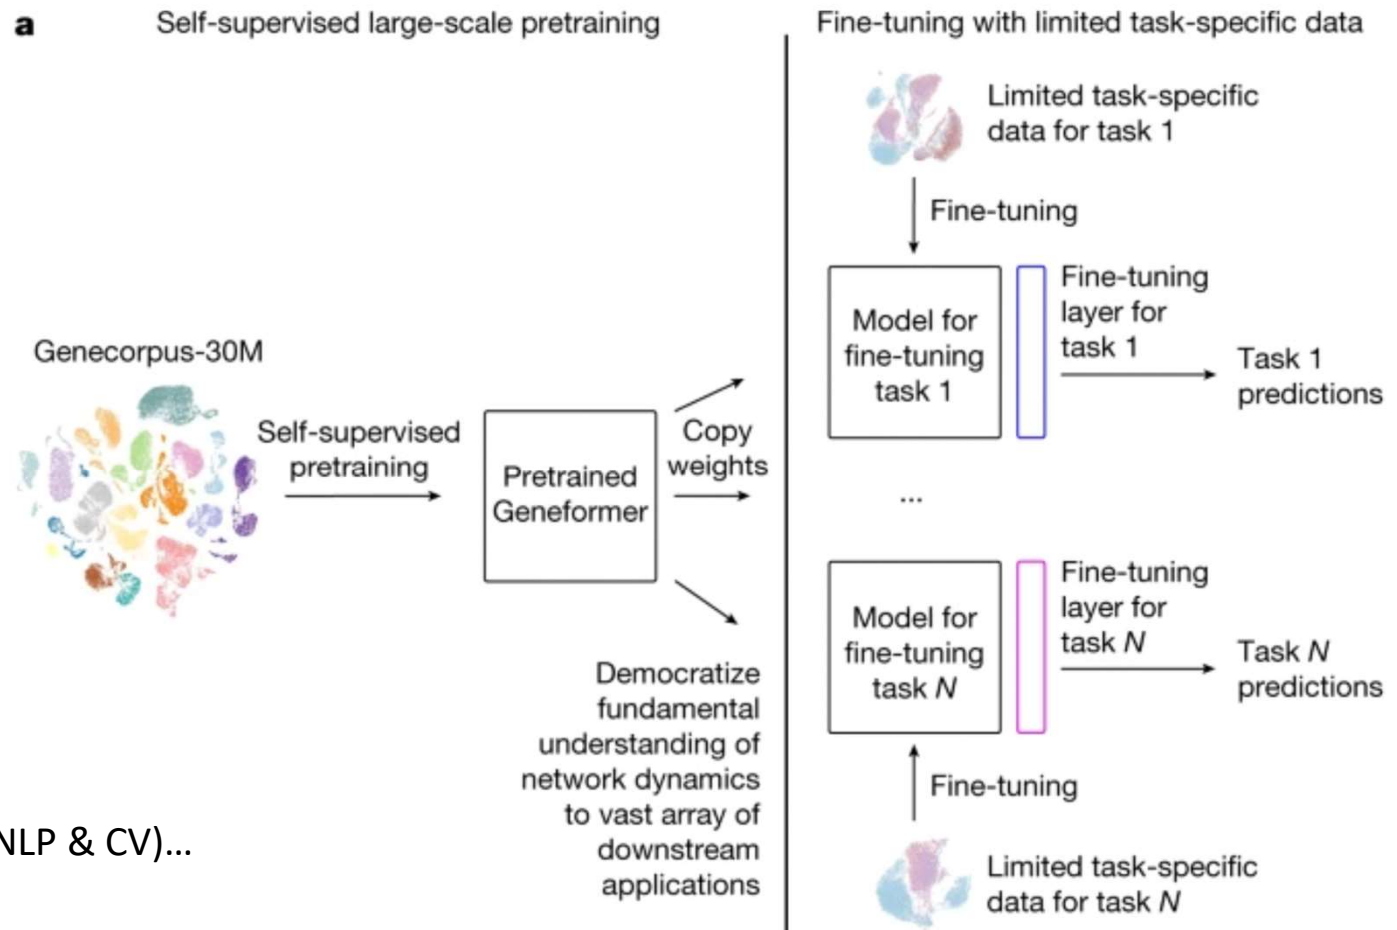 a
Self-supervised large-scale pretraining
Genecorpus-30M
Self-supervised
pretraining
Pretrained
Geneformer
Copy
weights
Democratize
fundamental
understanding of
network dynamics
to vast array of
downstream
applications
NLP & CV)...
Fine-tuning with limited task-specific data
Limited task-specific
data for task 1
Fine-tuning
Model for
fine-tuning
task 1
Fine-tuning
layer for
task 1
Task 1
predictions
...
Model for
fine-tuning
task N
Fine-tuning
layer for
task N
Task N
predictions
Fine-tuning
Limited task-specific
data for task N